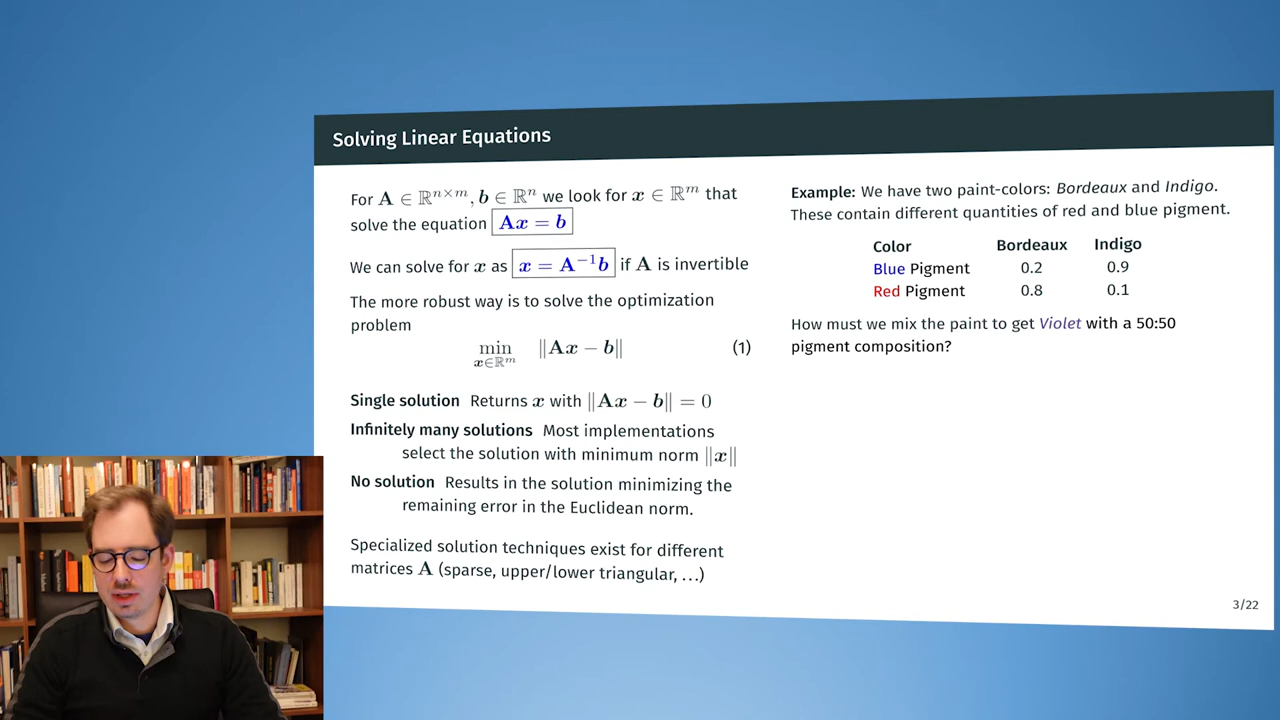 Solving Linear Equations
For A ∈ ℝⁿˣᵐ, b ∈ ℝⁿ we look for x ∈ ℝᵐ that
solve the equation Ax = b
We can solve for x as x = A⁻¹b if A is invertible
The more robust way is to solve the optimization
problem
min ‖Ax − b‖ (1)
x∈ℝᵐ
Single solution Returns x with ‖Ax − b‖ = 0
Infinitely many solutions Most implementations
select the solution with minimum norm ‖x‖
No solution Results in the solution minimizing the
remaining error in the Euclidean norm.
Specialized solution techniques exist for different
matrices A (sparse, upper/lower triangular, …)
Example: We have two paint-colors: Bordeaux and Indigo.
These contain different quantities of red and blue pigment.
Color Bordeaux Indigo
Blue Pigment 0.2 0.9
Red Pigment 0.8 0.1
How must we mix the paint to get Violet with a 50:50
pigment composition?
3/22